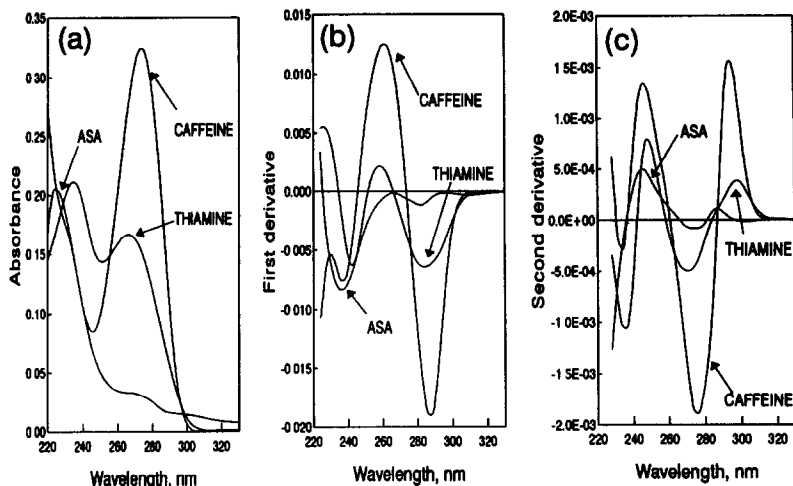 (a)
0.35
0.30
0.25
0.20
0.15
0.10
0.05
0.00
220 240 260 280 300 320
Absorbance
Wavelength, nm
ASA
CAFFEINE
THIAMINE
(b)
0.015
0.010
0.005
0.000
-0.005
-0.010
-0.015
-0.020
220 240 260 280 300 320
First derivative
Wavelength, nm
CAFFEINE
THIAMINE
ASA
(c)
2.0E-03
1.5E-03
1.0E-03
5.0E-04
0.0E+00
-5.0E-04
-1.0E-03
-1.5E-03
-2.0E-03
220 240 260 280 300 320
Second derivative
Wavelength, nm
ASA
THIAMINE
CAFFEINE